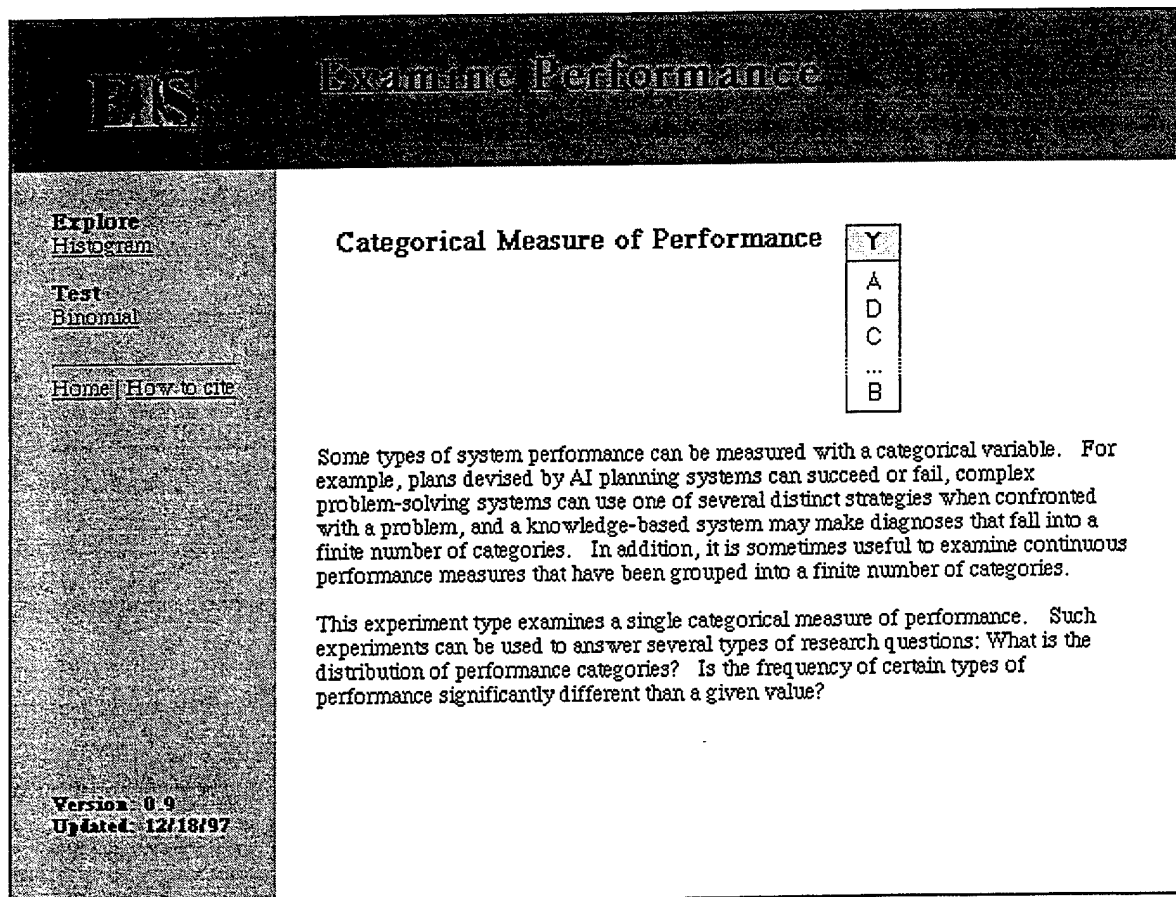 EIS
Examine Performance
Explore
Histogram
Test
Binomial
Home | How to cite
Version: 0.9
Updated: 12/18/97
Categorical Measure of Performance
Y
A
D
C
...
B
Some types of system performance can be measured with a categorical variable. For
example, plans devised by AI planning systems can succeed or fail, complex
problem-solving systems can use one of several distinct strategies when confronted
with a problem, and a knowledge-based system may make diagnoses that fall into a
finite number of categories. In addition, it is sometimes useful to examine continuous
performance measures that have been grouped into a finite number of categories.
This experiment type examines a single categorical measure of performance. Such
experiments can be used to answer several types of research questions: What is the
distribution of performance categories? Is the frequency of certain types of
performance significantly different than a given value?